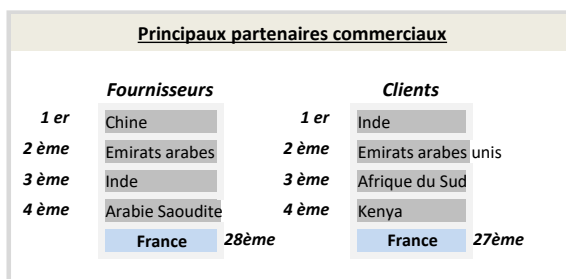 Principaux partenaires commerciaux
Fournisseurs Clients
1 er Chine 1 er Inde
2 ème Emirats arabes 2 ème Emirats arabes unis
3 ème Inde 3 ème Afrique du Sud
4 ème Arabie Saoudite 4 ème Kenya
France 28ème France 27ème